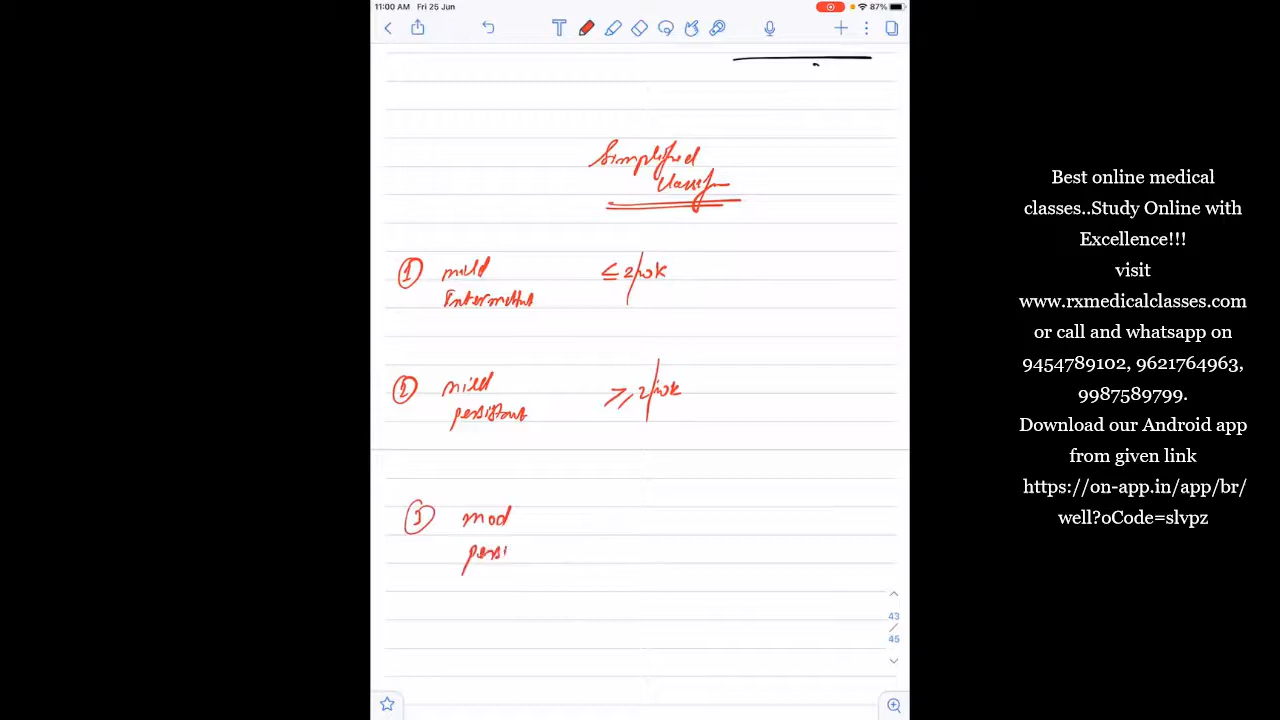 11:00 AM Fri 25 Jun
87%
Simplified
Classfn
① mild ≤ 2/wk
Intermettent
② mild ≥ 2/wk
persistant
③ mod
persi
43
/
45
Best online medical
classes..Study Online with
Excellence!!!
visit
www.rxmedicalclasses.com
or call and whatsapp on
9454789102, 9621764963,
9987589799.
Download our Android app
from given link
https://on-app.in/app/br/
well?oCode=slvpz